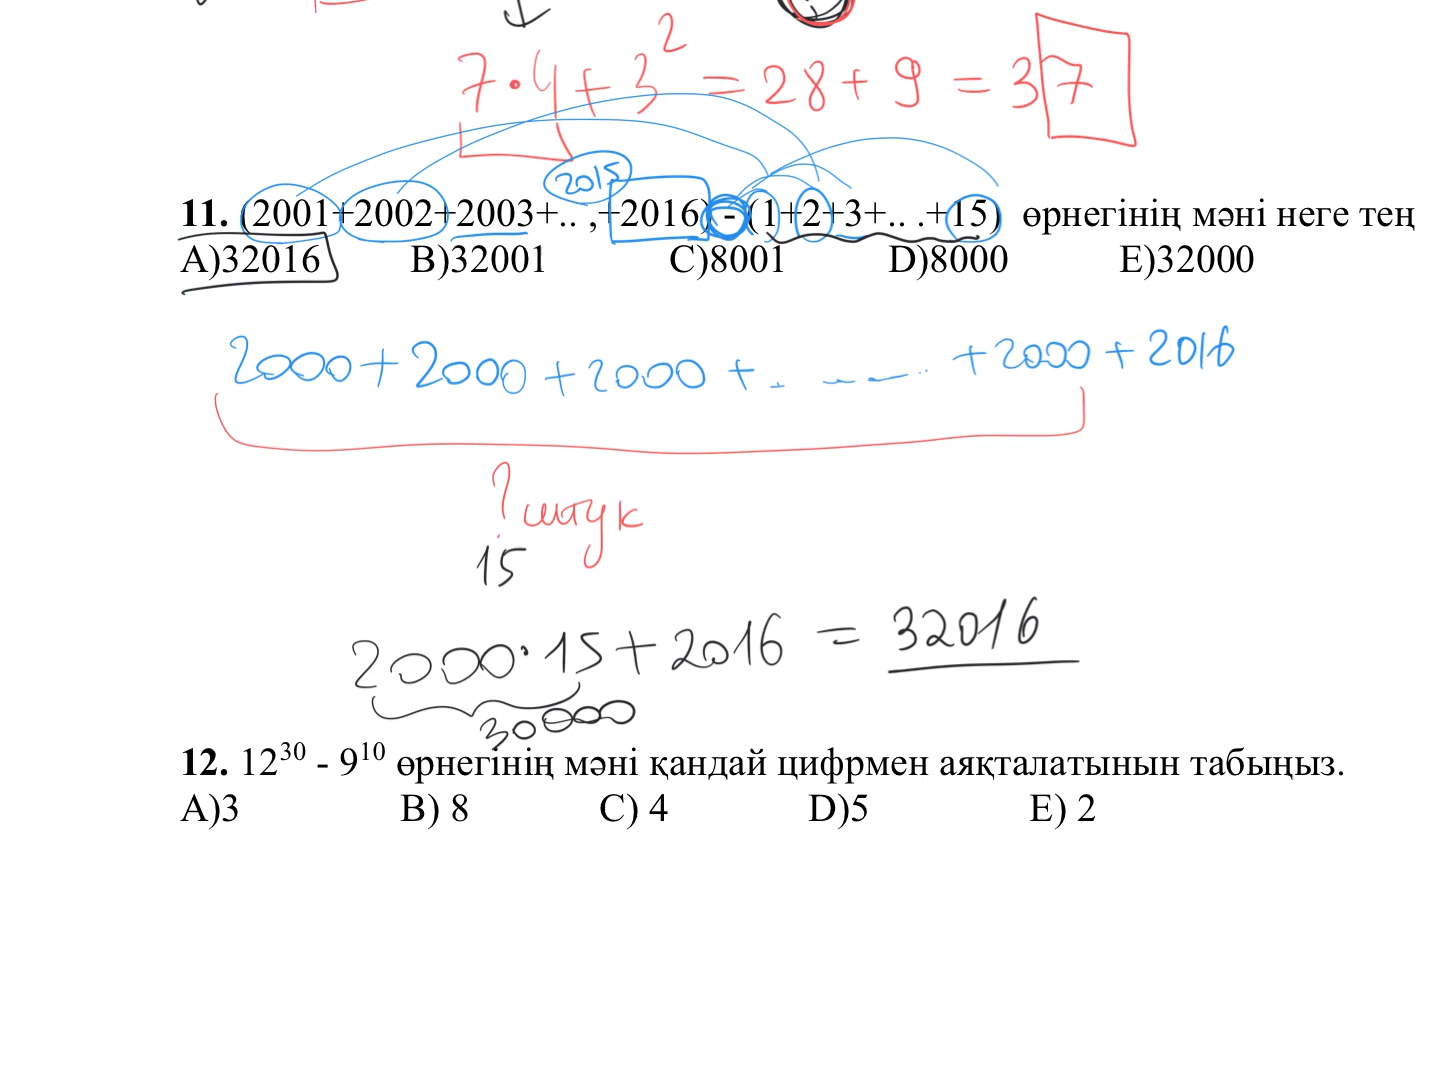 7·4+3² = 28+9 = 37
2015
11. (2001+2002+2003+.. ,+2016) - (1+2+3+.. .+15) өрнегінің мәні неге тең
A)32016 B)32001 C)8001 D)8000 E)32000
2000+2000+2000+. ----.. +2000+2016
? штук
15
2000·15+2016 = 32016
30000
12. 12³⁰ - 9¹⁰ өрнегінің мәні қандай цифрмен аяқталатынын табыңыз.
A)3 B) 8 C) 4 D)5 E) 2